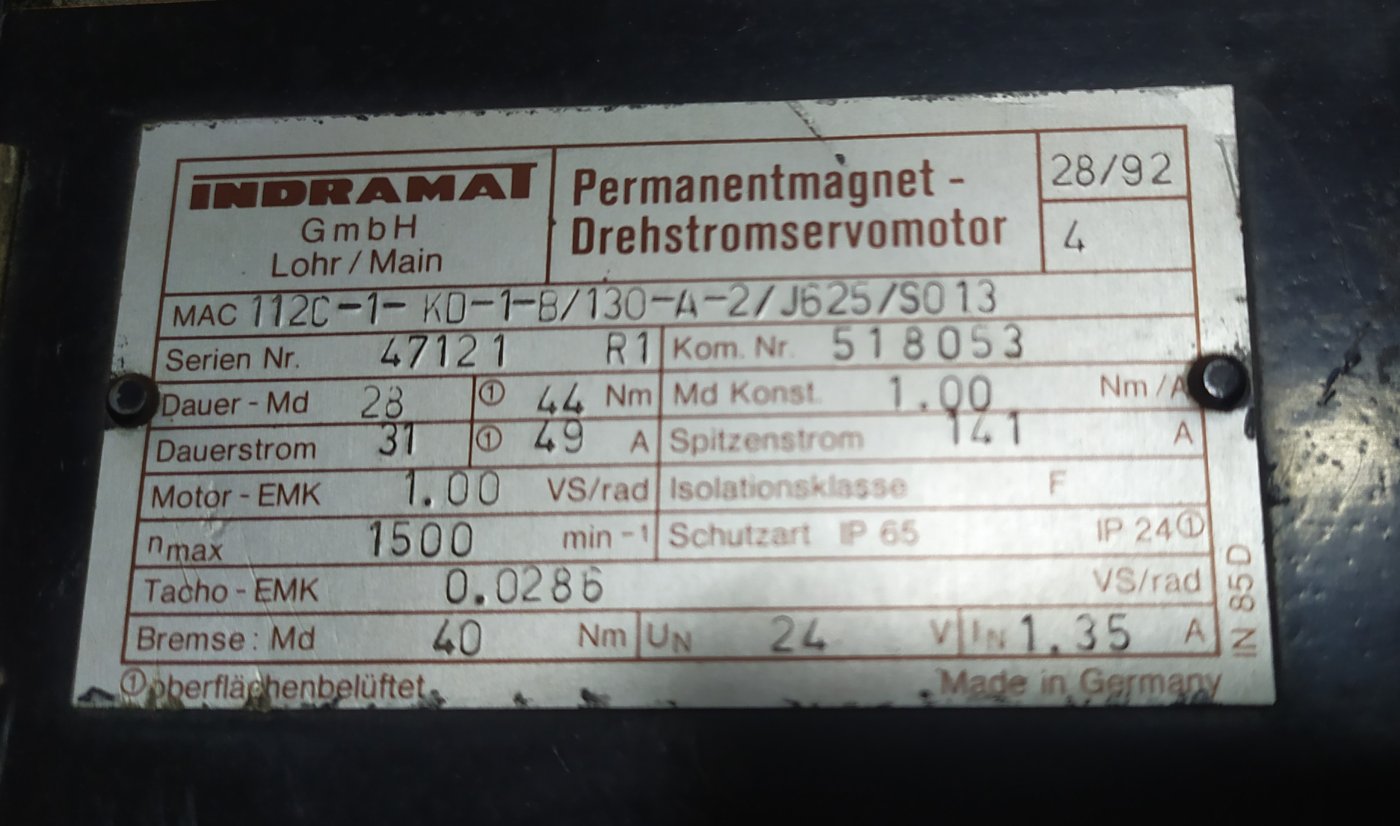 INDRAMAT
GmbH
Lohr / Main
Permanentmagnet -
Drehstromservomotor
28/92
4
MAC 112C-1-KD-1-B/130-A-2/J625/S013
Serien Nr. 47121 R1 Kom. Nr. 518053
Dauer - Md 28 ① 44 Nm Md Konst. 1.00 Nm/A
Dauerstrom 31 ① 49 A Spitzenstrom 141 A
Motor - EMK 1.00 VS/rad Isolationsklasse F
nmax 1500 min -1 Schutzart IP 65 IP 24①
Tacho - EMK 0.0286 VS/rad
Bremse : Md 40 Nm UN 24 V IN 1.35 A
IN 85D
①oberflächenbelüftet Made in Germany